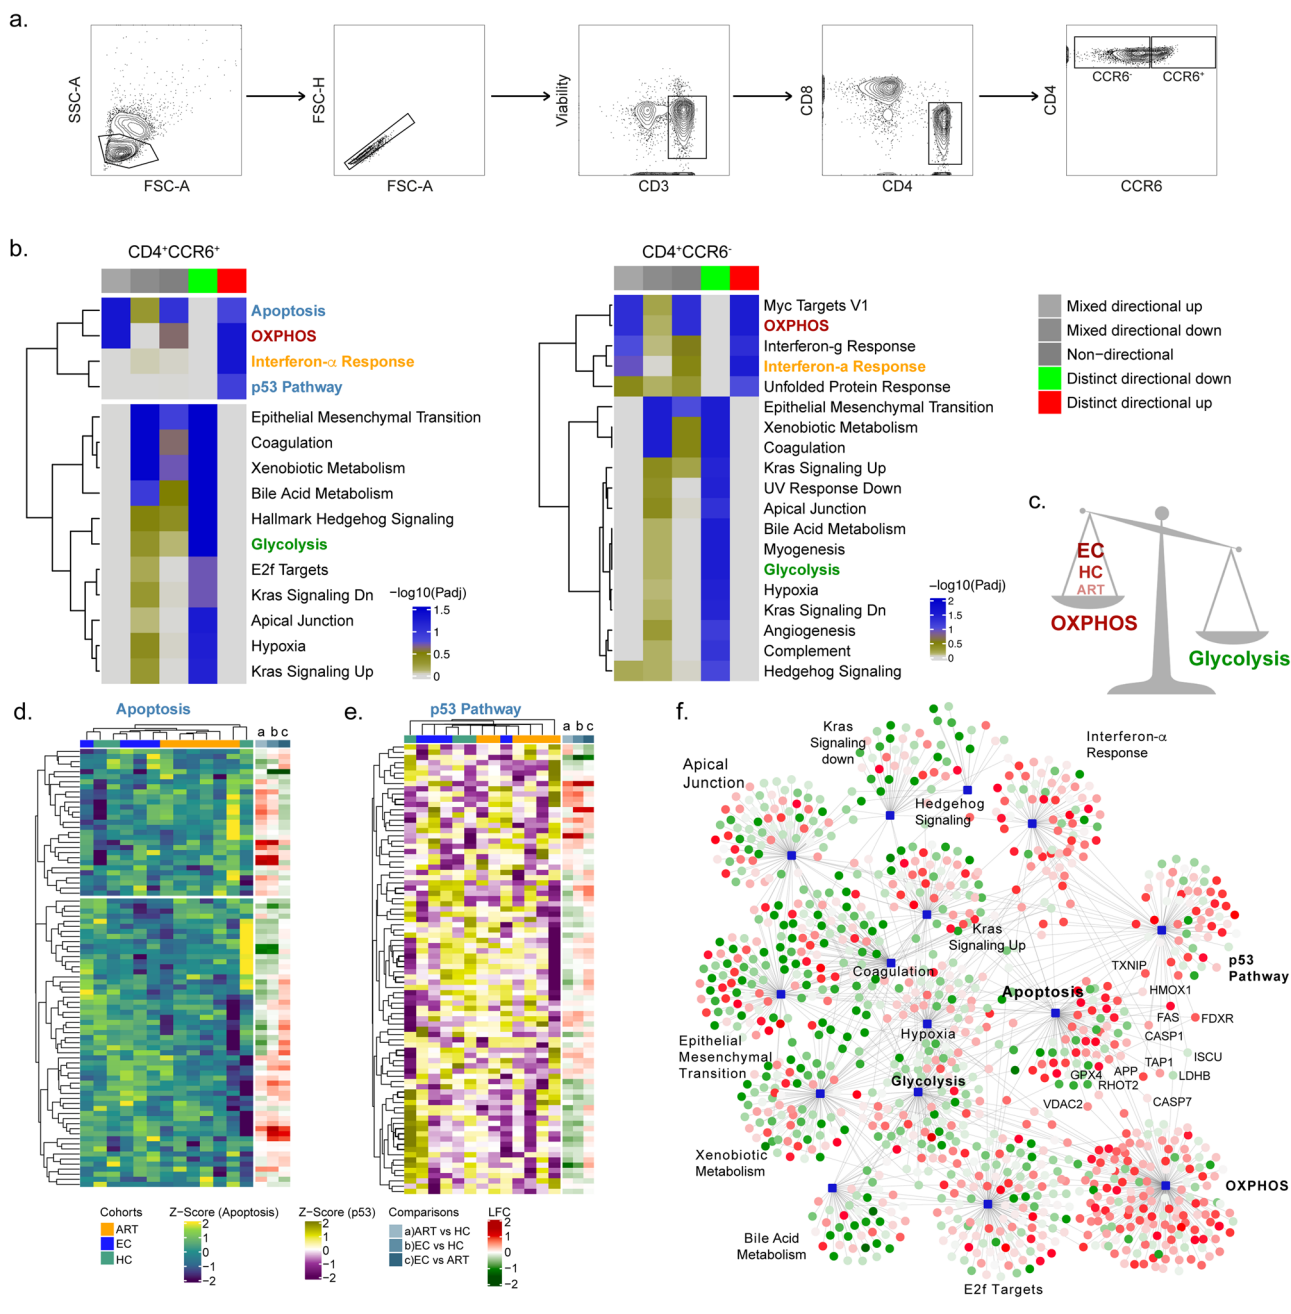 a.
SSC-A
FSC-A
FSC-H
FSC-A
Viability
CD3
CD8
CD4
CD4
CCR6⁻
CCR6⁺
CCR6
b.
CD4⁺CCR6⁺
Apoptosis
OXPHOS
Interferon-α Response
p53 Pathway
Epithelial Mesenchymal Transition
Coagulation
Xenobiotic Metabolism
Bile Acid Metabolism
Hallmark Hedgehog Signaling
Glycolysis
E2f Targets
Kras Signaling Dn
Apical Junction
Hypoxia
Kras Signaling Up
−log10(Padj)
1.5
1
0.5
0
CD4⁺CCR6⁻
Myc Targets V1
OXPHOS
Interferon-g Response
Interferon-a Response
Unfolded Protein Response
Epithelial Mesenchymal Transition
Xenobiotic Metabolism
Coagulation
Kras Signaling Up
UV Response Down
Apical Junction
Bile Acid Metabolism
Myogenesis
Glycolysis
Hypoxia
Kras Signaling Dn
Angiogenesis
Complement
Hedgehog Signaling
−log10(Padj)
2
1.5
1
0.5
0
Mixed directional up
Mixed directional down
Non−directional
Distinct directional down
Distinct directional up
c.
EC
HC
ART
OXPHOS
Glycolysis
d.
Apoptosis
a b c
e.
p53 Pathway
a b c
Cohorts
ART
EC
HC
Z−Score (Apoptosis)
2
1
0
−1
−2
Z−Score (p53)
2
1
0
−1
−2
Comparisons
a)ART vs HC
b)EC vs HC
c)EC vs ART
LFC
2
1
0
−1
−2
f.
Kras
Signaling
down
Interferon-α
Response
Apical
Junction
Hedgehog
Signaling
Kras
Signaling Up
Coagulation
p53
Pathway
TXNIP
Apoptosis
HMOX1
FAS
FDXR
Hypoxia
CASP1
Epithelial
Mesenchymal
Transition
ISCU
TAP1
APP
GPX4
LDHB
RHOT2
Glycolysis
VDAC2
CASP7
Xenobiotic
Metabolism
OXPHOS
Bile Acid
Metabolism
E2f Targets